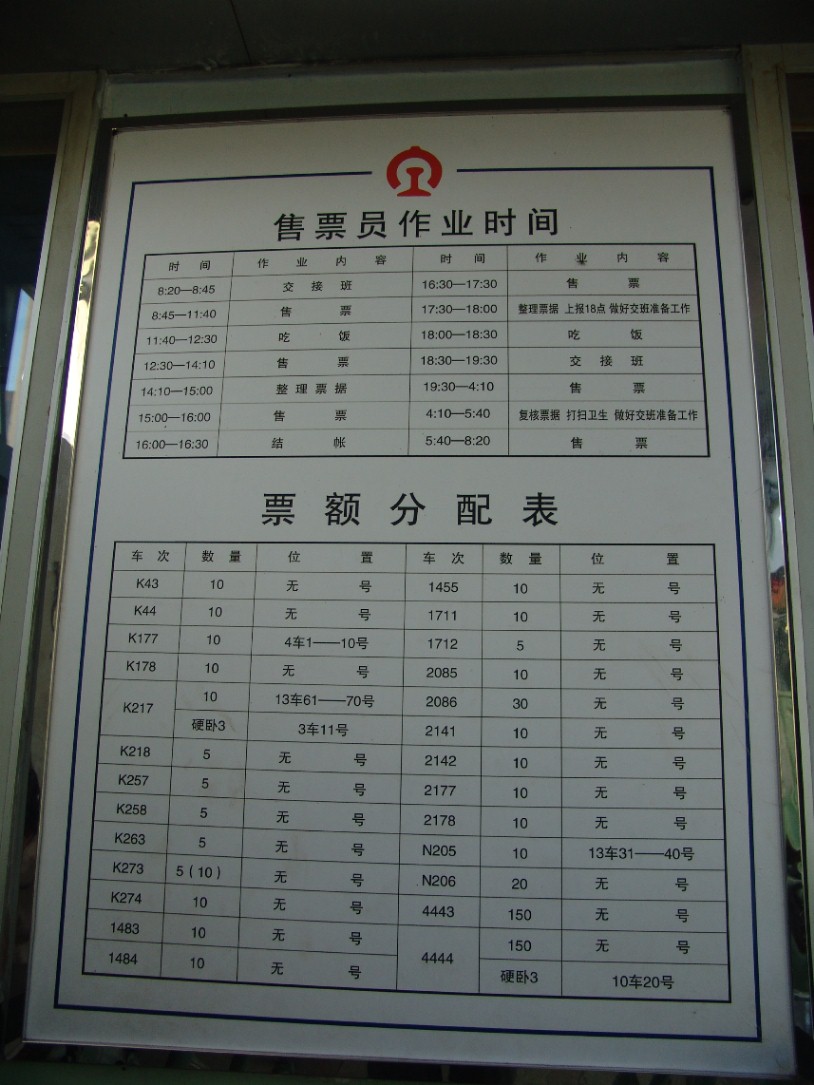 售票员作业时间
时 间 作 业 内 容 时 间 作 业 内 容
8:20—8:45 交 接 班 16:30—17:30 售 票
8:45—11:40 售 票 17:30—18:00 整理票据 上报18点 做好交班准备工作
11:40—12:30 吃 饭 18:00—18:30 吃 饭
12:30—14:10 售 票 18:30—19:30 交 接 班
14:10—15:00 整 理 票 据 19:30—4:10 售 票
15:00—16:00 售 票 4:10—5:40 复核票据 打扫卫生 做好交班准备工作
16:00—16:30 结 帐 5:40—8:20 售 票
票额分配表
车 次 数 量 位 置 车 次 数 量 位 置
K43 10 无 号 1455 10 无 号
K44 10 无 号 1711 10 无 号
K177 10 4车1——10号 1712 5 无 号
K178 10 无 号 2085 10 无 号
K217 10 13车61——70号 2086 30 无 号
硬卧3 3车11号 2141 10 无 号
K218 5 无 号 2142 10 无 号
K257 5 无 号 2177 10 无 号
K258 5 无 号 2178 10 无 号
K263 5 无 号 N205 10 13车31——40号
K273 5（10） 无 号 N206 20 无 号
K274 10 无 号 4443 150 无 号
1483 10 无 号 4444 150 无 号
1484 10 无 号 硬卧3 10车20号